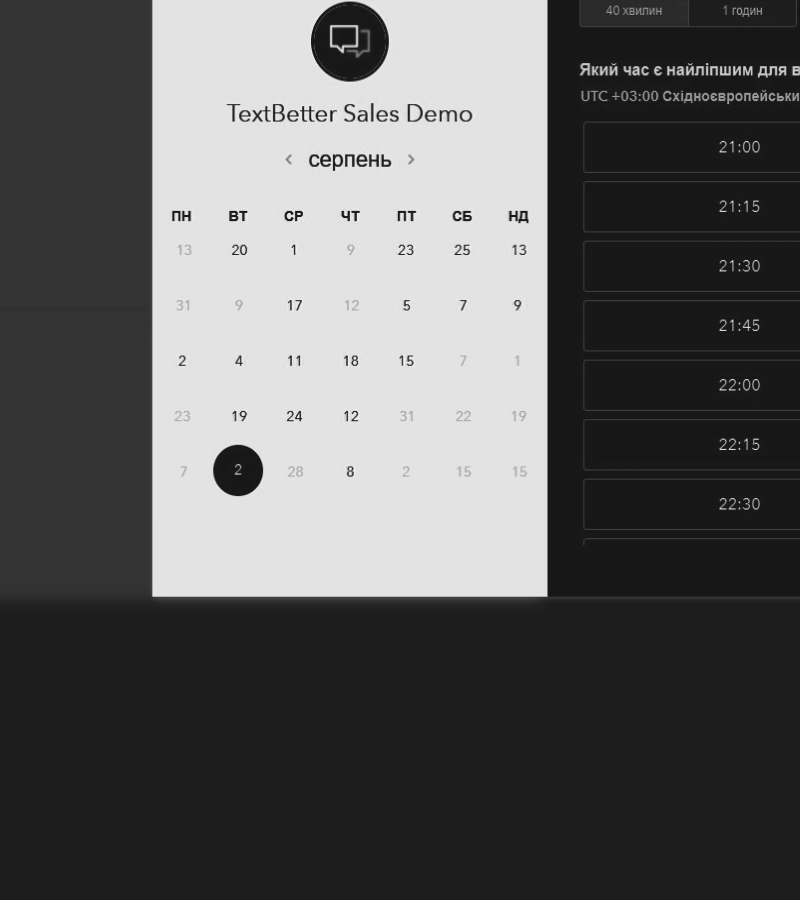 TextBetter Sales Demo
серпень
ПН ВТ СР ЧТ ПТ СБ НД
13 20 1 9 23 25 13
31 9 17 12 5 7 9
2 4 11 18 15 7 1
23 19 24 12 31 22 19
7 2 28 8 2 15 15
40 хвилин 1 годин
Який час є найліпшим для
UTC +03:00
21:00
21:15
21:30
21:45
22:00
22:15
22:30